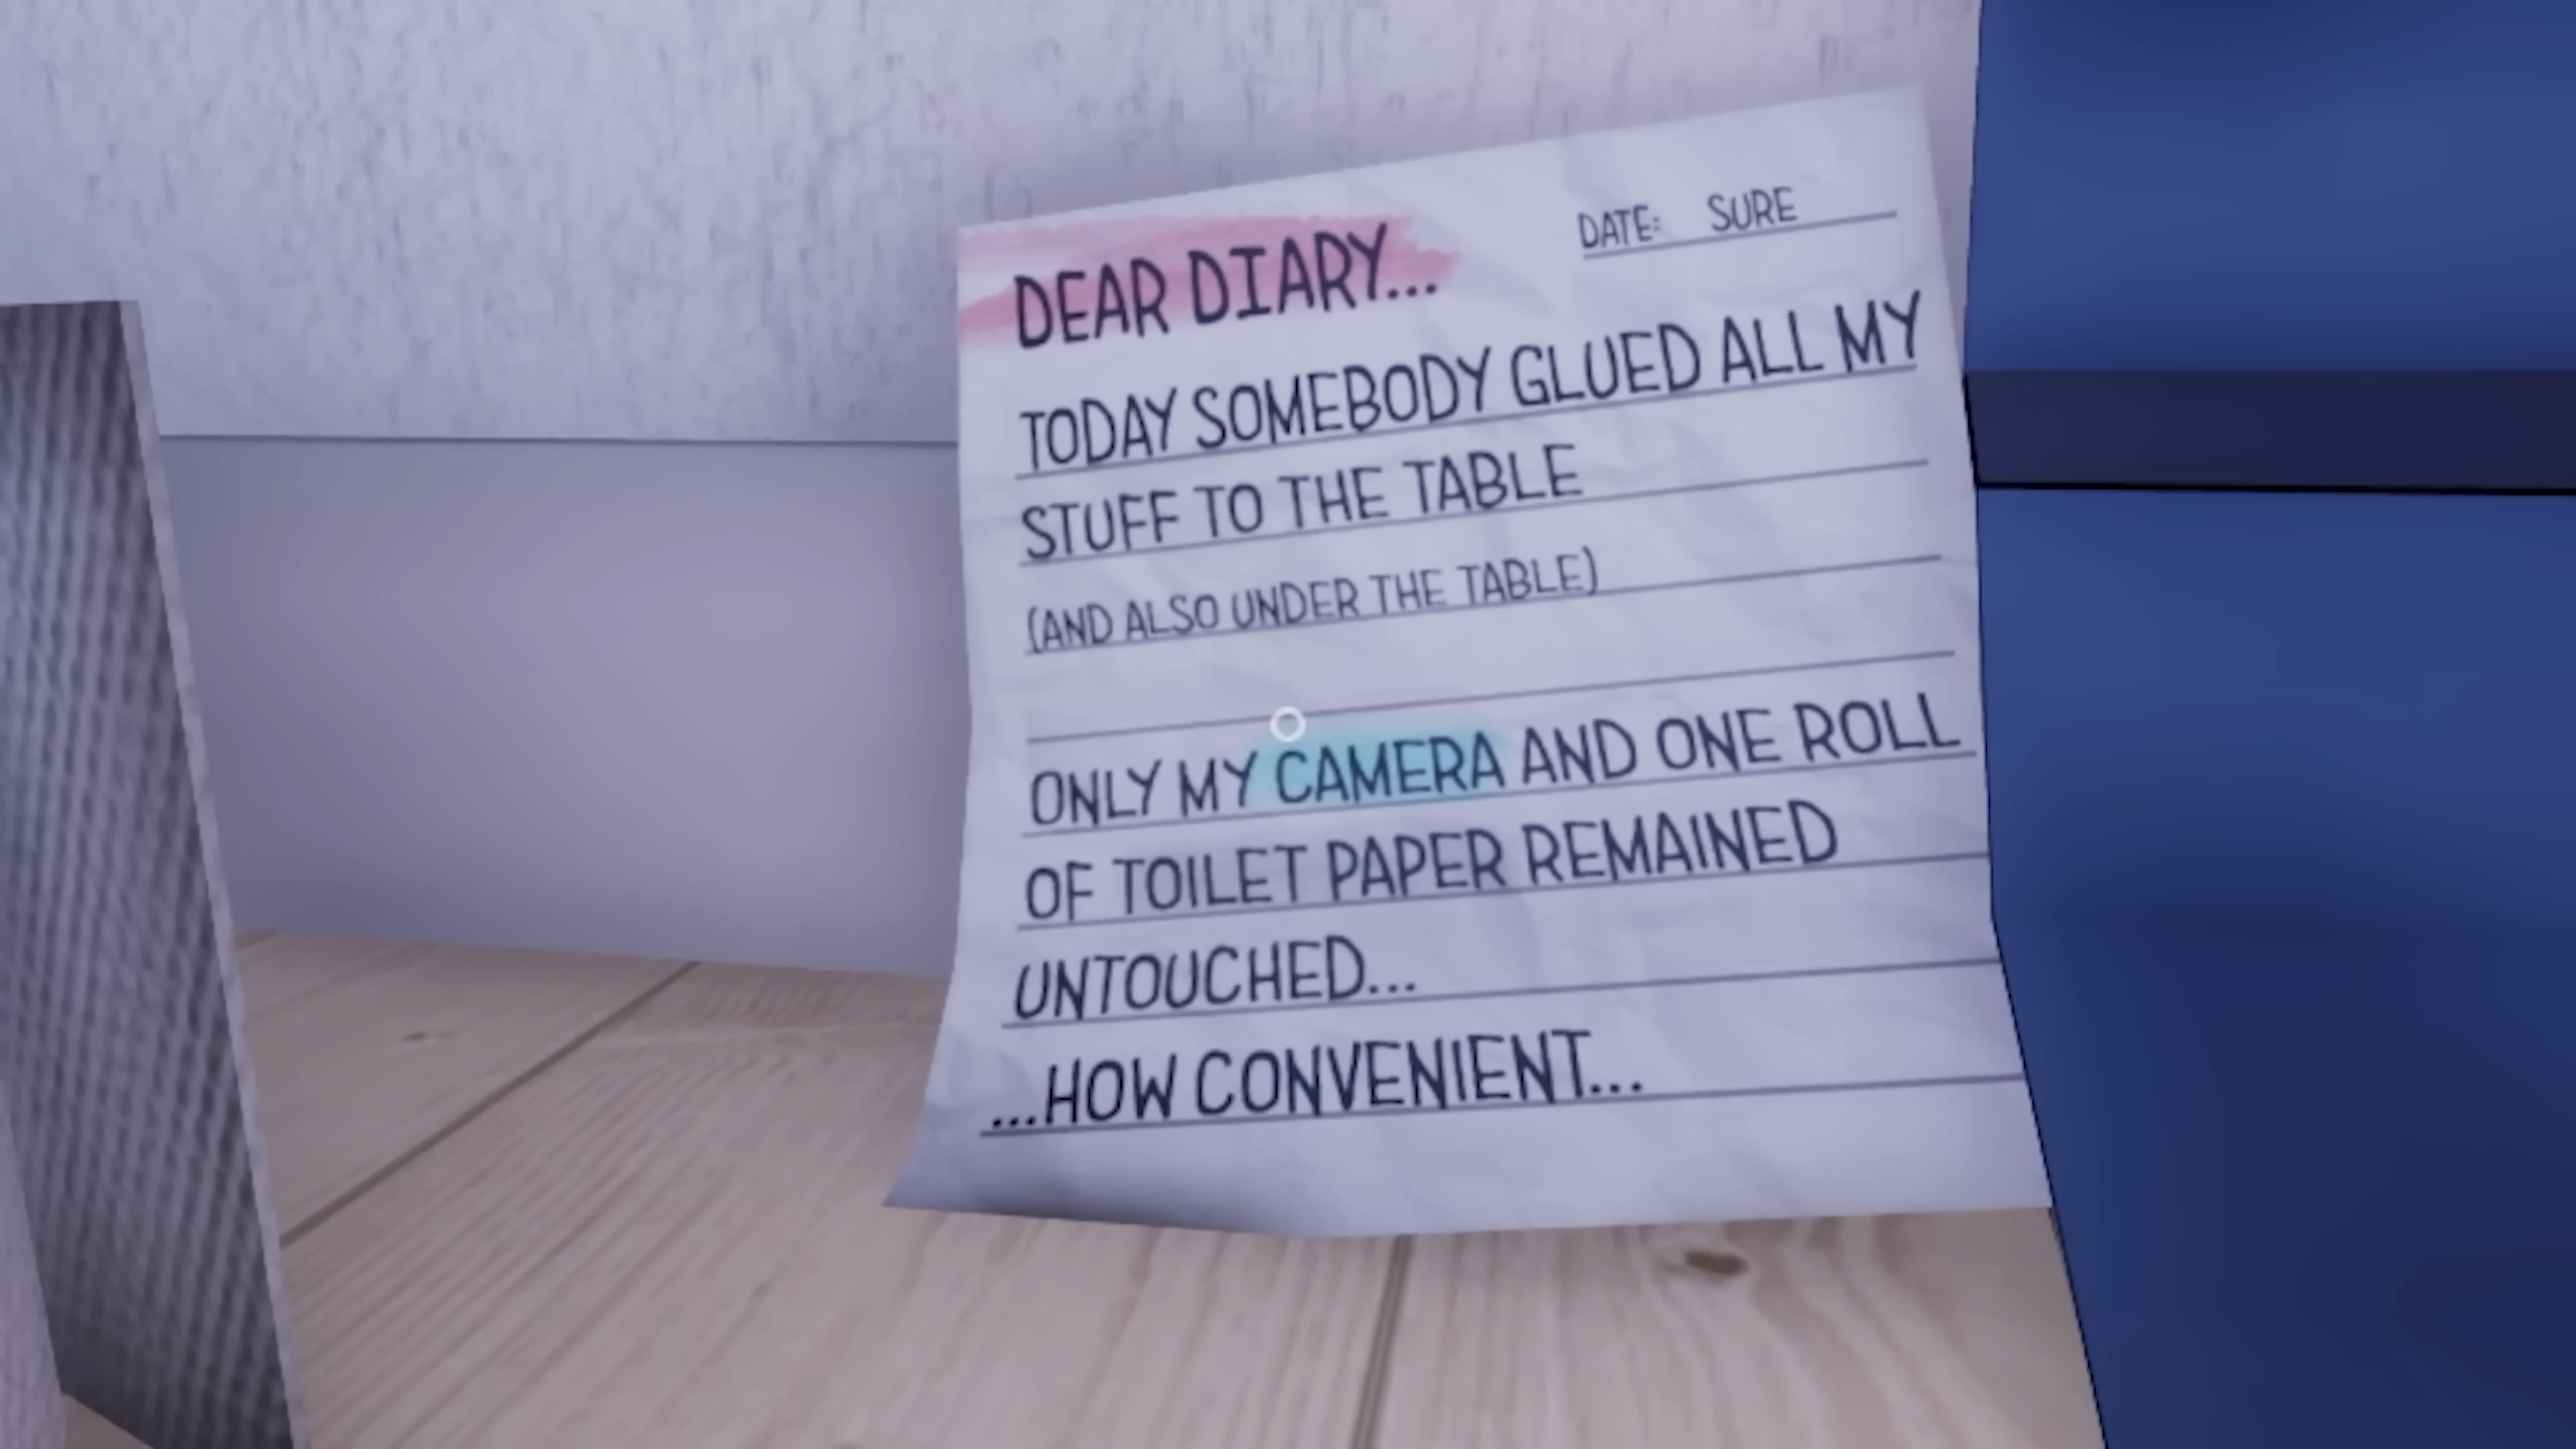 DATE: SURE
DEAR DIARY...
TODAY SOMEBODY GLUED ALL MY
STUFF TO THE TABLE
(AND ALSO UNDER THE TABLE)
ONLY MY CAMERA AND ONE ROLL
OF TOILET PAPER REMAINED
UNTOUCHED...
...HOW CONVENIENT...